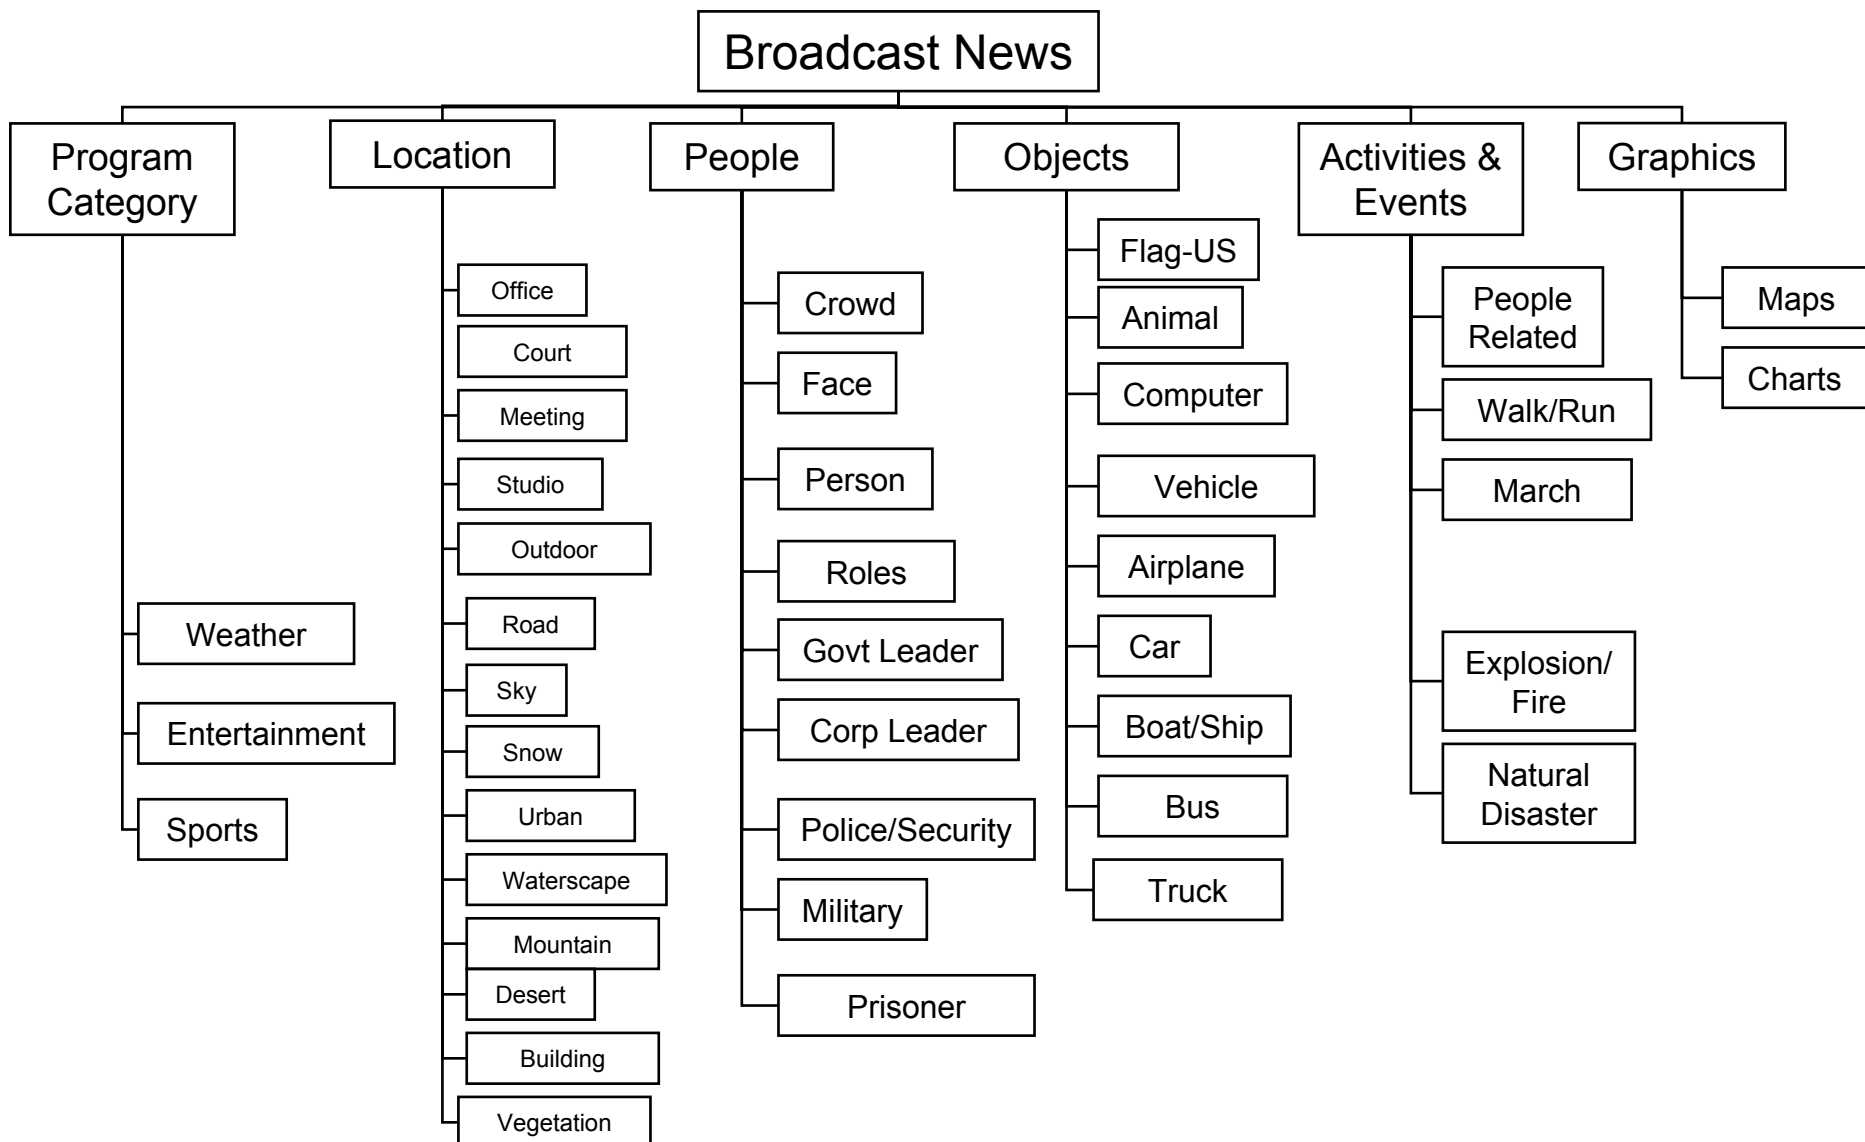 Broadcast News
Program
Category
Weather
Entertainment
Sports
Location
Office
Court
Meeting
Studio
Outdoor
Road
Sky
Snow
Urban
Waterscape
Mountain
Desert
Building
Vegetation
People
Crowd
Face
Person
Roles
Govt Leader
Corp Leader
Police/Security
Military
Prisoner
Objects
Flag-US
Animal
Computer
Vehicle
Airplane
Car
Boat/Ship
Bus
Truck
Activities &
Events
People
Related
Walk/Run
March
Explosion/
Fire
Natural
Disaster
Graphics
Maps
Charts